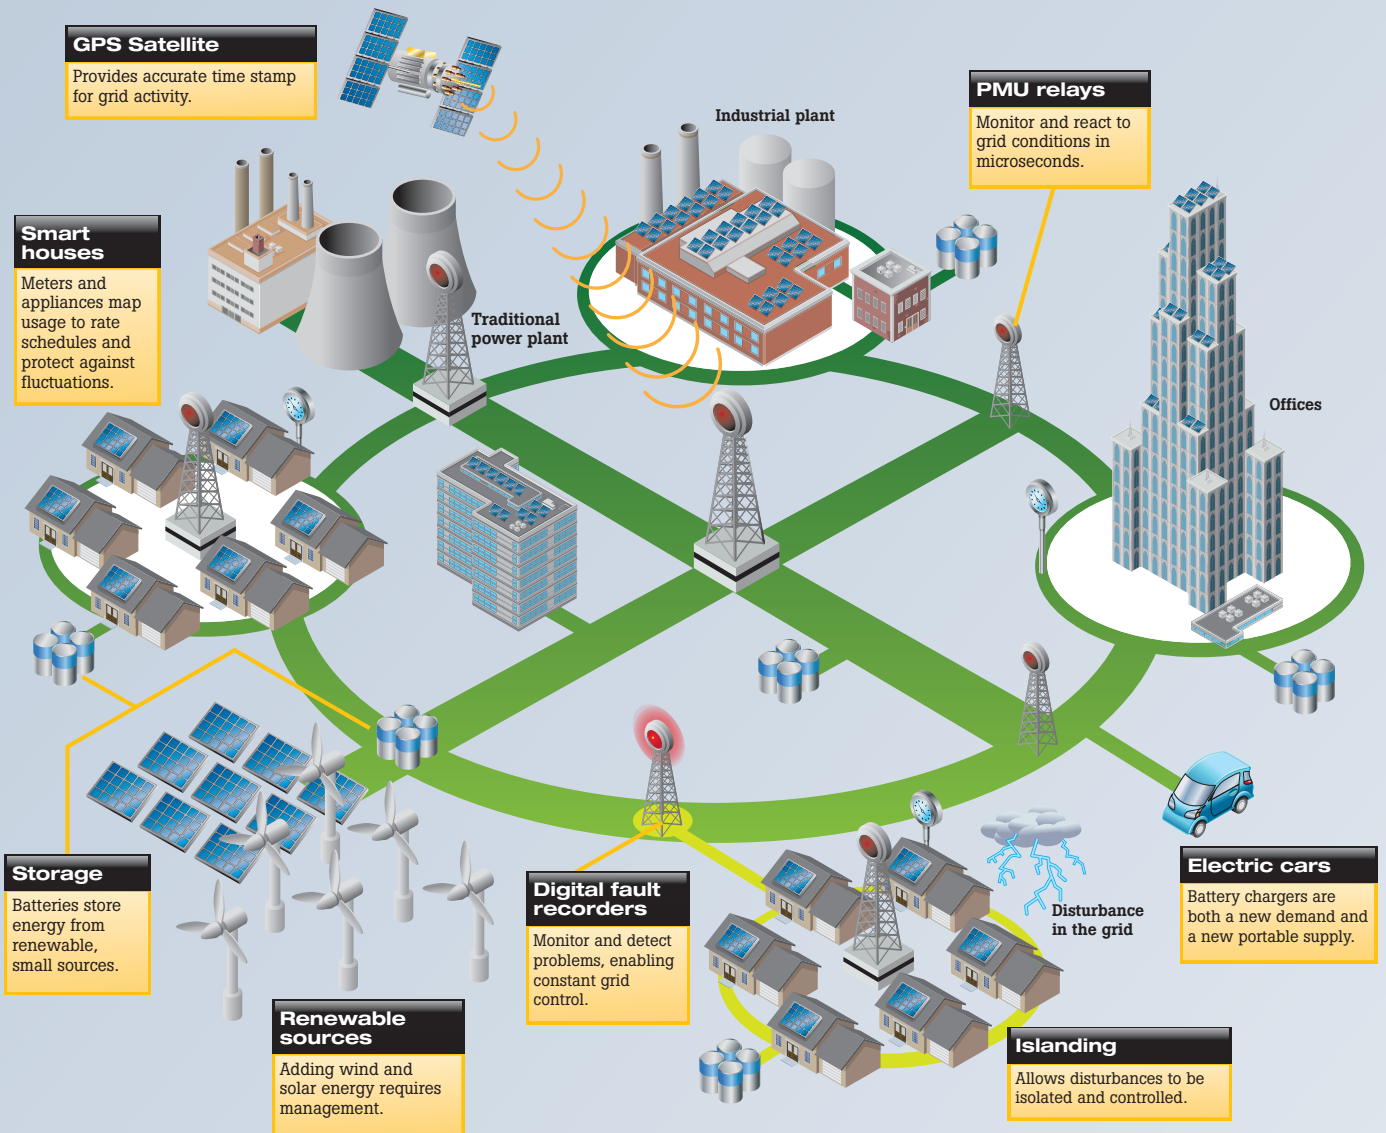 GPS Satellite
Provides accurate time stamp
for grid activity.
Industrial plant
PMU relays
Monitor and react to
grid conditions in
microseconds.
Smart
houses
Meters and
appliances map
usage to rate
schedules and
protect against
fluctuations.
Traditional
power plant
Offices
Storage
Batteries store
energy from
renewable,
small sources.
Renewable
sources
Adding wind and
solar energy requires
management.
Digital fault
recorders
Monitor and detect
problems, enabling
constant grid
control.
Disturbance
in the grid
Electric cars
Battery chargers are
both a new demand and
a new portable supply.
Islanding
Allows disturbances to be
isolated and controlled.